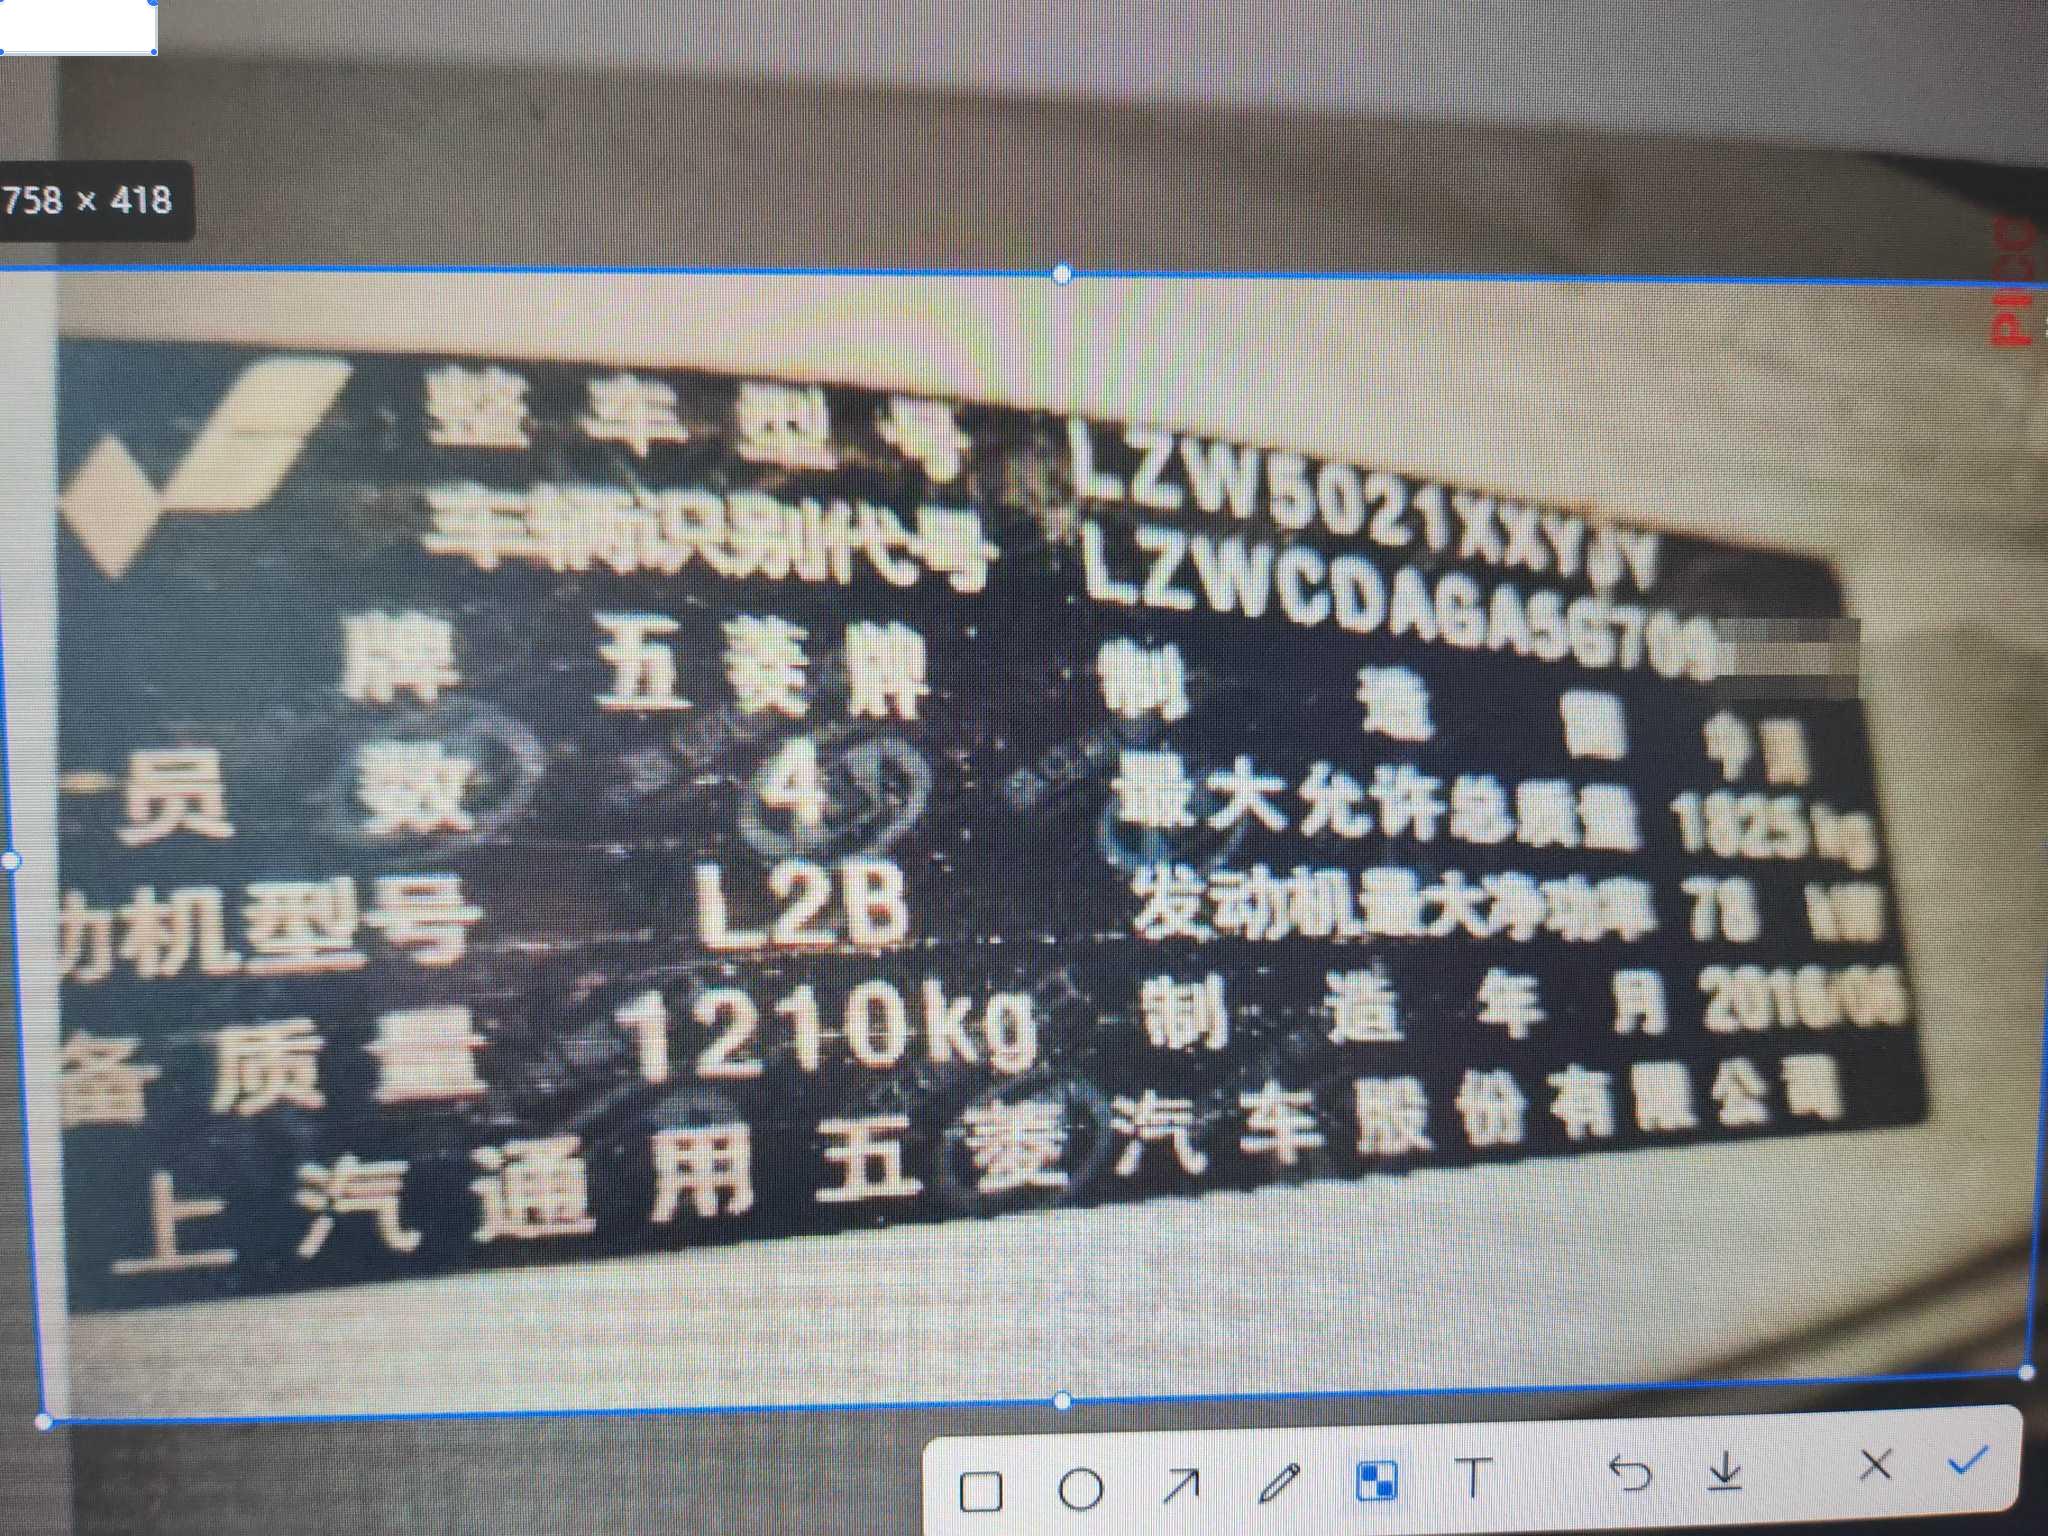 758 × 418
PICC
整车型号 LZW5021XXY
车辆识别代号 LZWCDAGA5G709
牌 五菱牌 制造国 中国
员数 4 最大允许总质量 1825kg
动机型号 L2B 发动机最大净功率 78 kW
备质量 1210kg 制造年月 2016/06
上汽通用五菱汽车股份有限公司
T